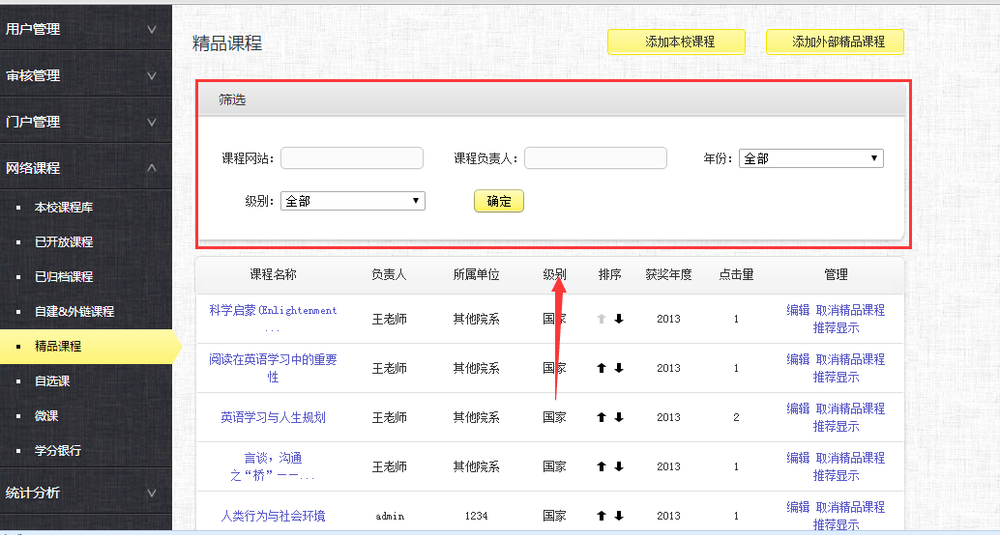 用户管理
审核管理
门户管理
网络课程
本校课程库
已开放课程
已归档课程
自建&外链课程
精品课程
自选课
微课
学分银行
统计分析
精品课程
添加本校课程
添加外部精品课程
筛选
课程网站:
课程负责人:
年份: 全部
级别: 全部
确定
课程名称 负责人 所属单位 级别 排序 获奖年度 点击量 管理
科学启蒙(Enlightenment
... 王老师 其他院系 国家 2013 1 编辑 取消精品课程
推荐显示
阅读在英语学习中的重要
性 王老师 其他院系 国家 2013 1 编辑 取消精品课程
推荐显示
英语学习与人生规划 王老师 其他院系 国家 2013 2 编辑 取消精品课程
推荐显示
言谈，沟通
之“桥”——... 王老师 其他院系 国家 2013 1 编辑 取消精品课程
推荐显示
人类行为与社会环境 admin 1234 国家 2013 1 编辑 取消精品课程
推荐显示